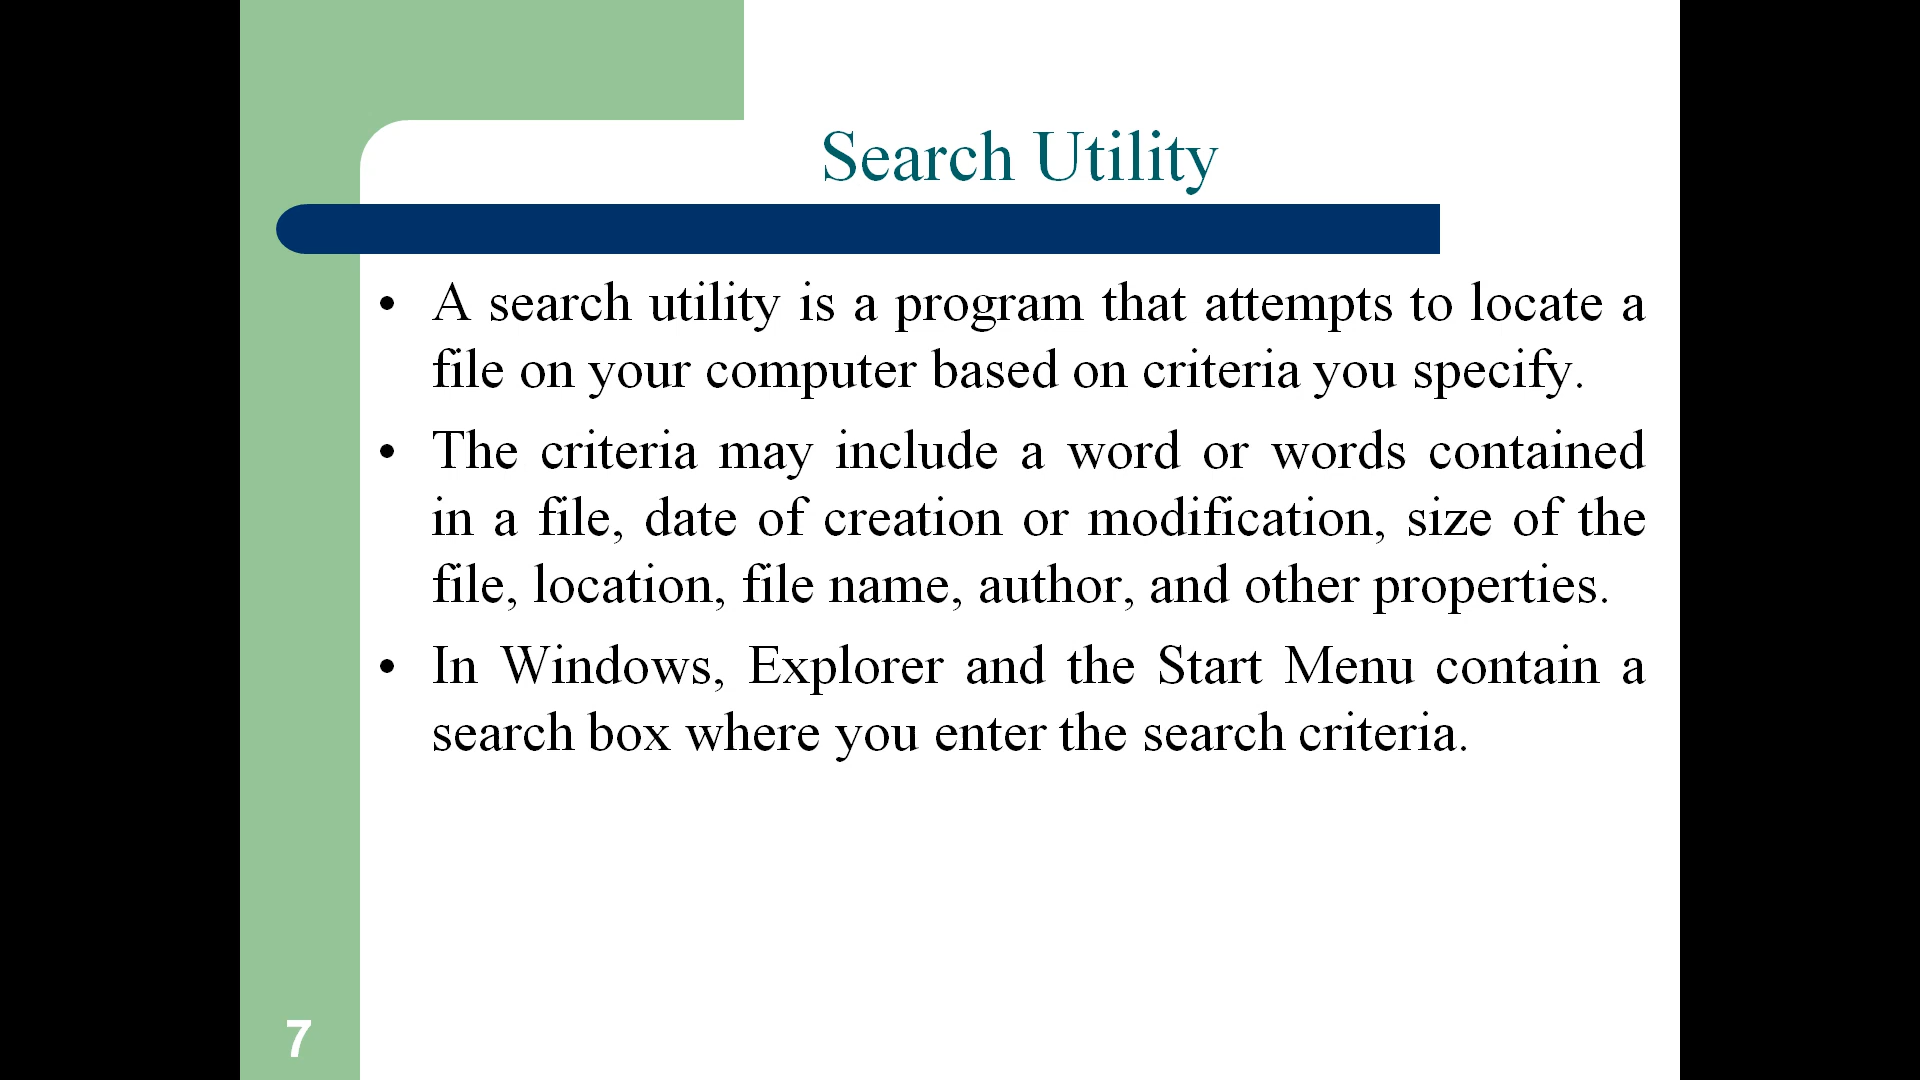 Search Utility
• A search utility is a program that attempts to locate a
file on your computer based on criteria you specify.
• The criteria may include a word or words contained
in a file, date of creation or modification, size of the
file, location, file name, author, and other properties.
• In Windows, Explorer and the Start Menu contain a
search box where you enter the search criteria.
7